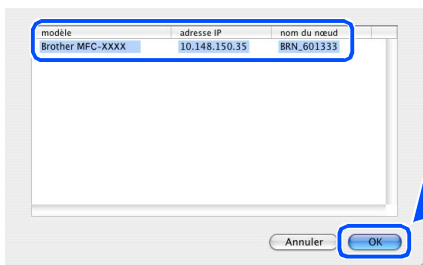 modèle adresse IP nom du nœud
Brother MFC-XXXX 10.148.150.35 BRN_601333
Annuler OK